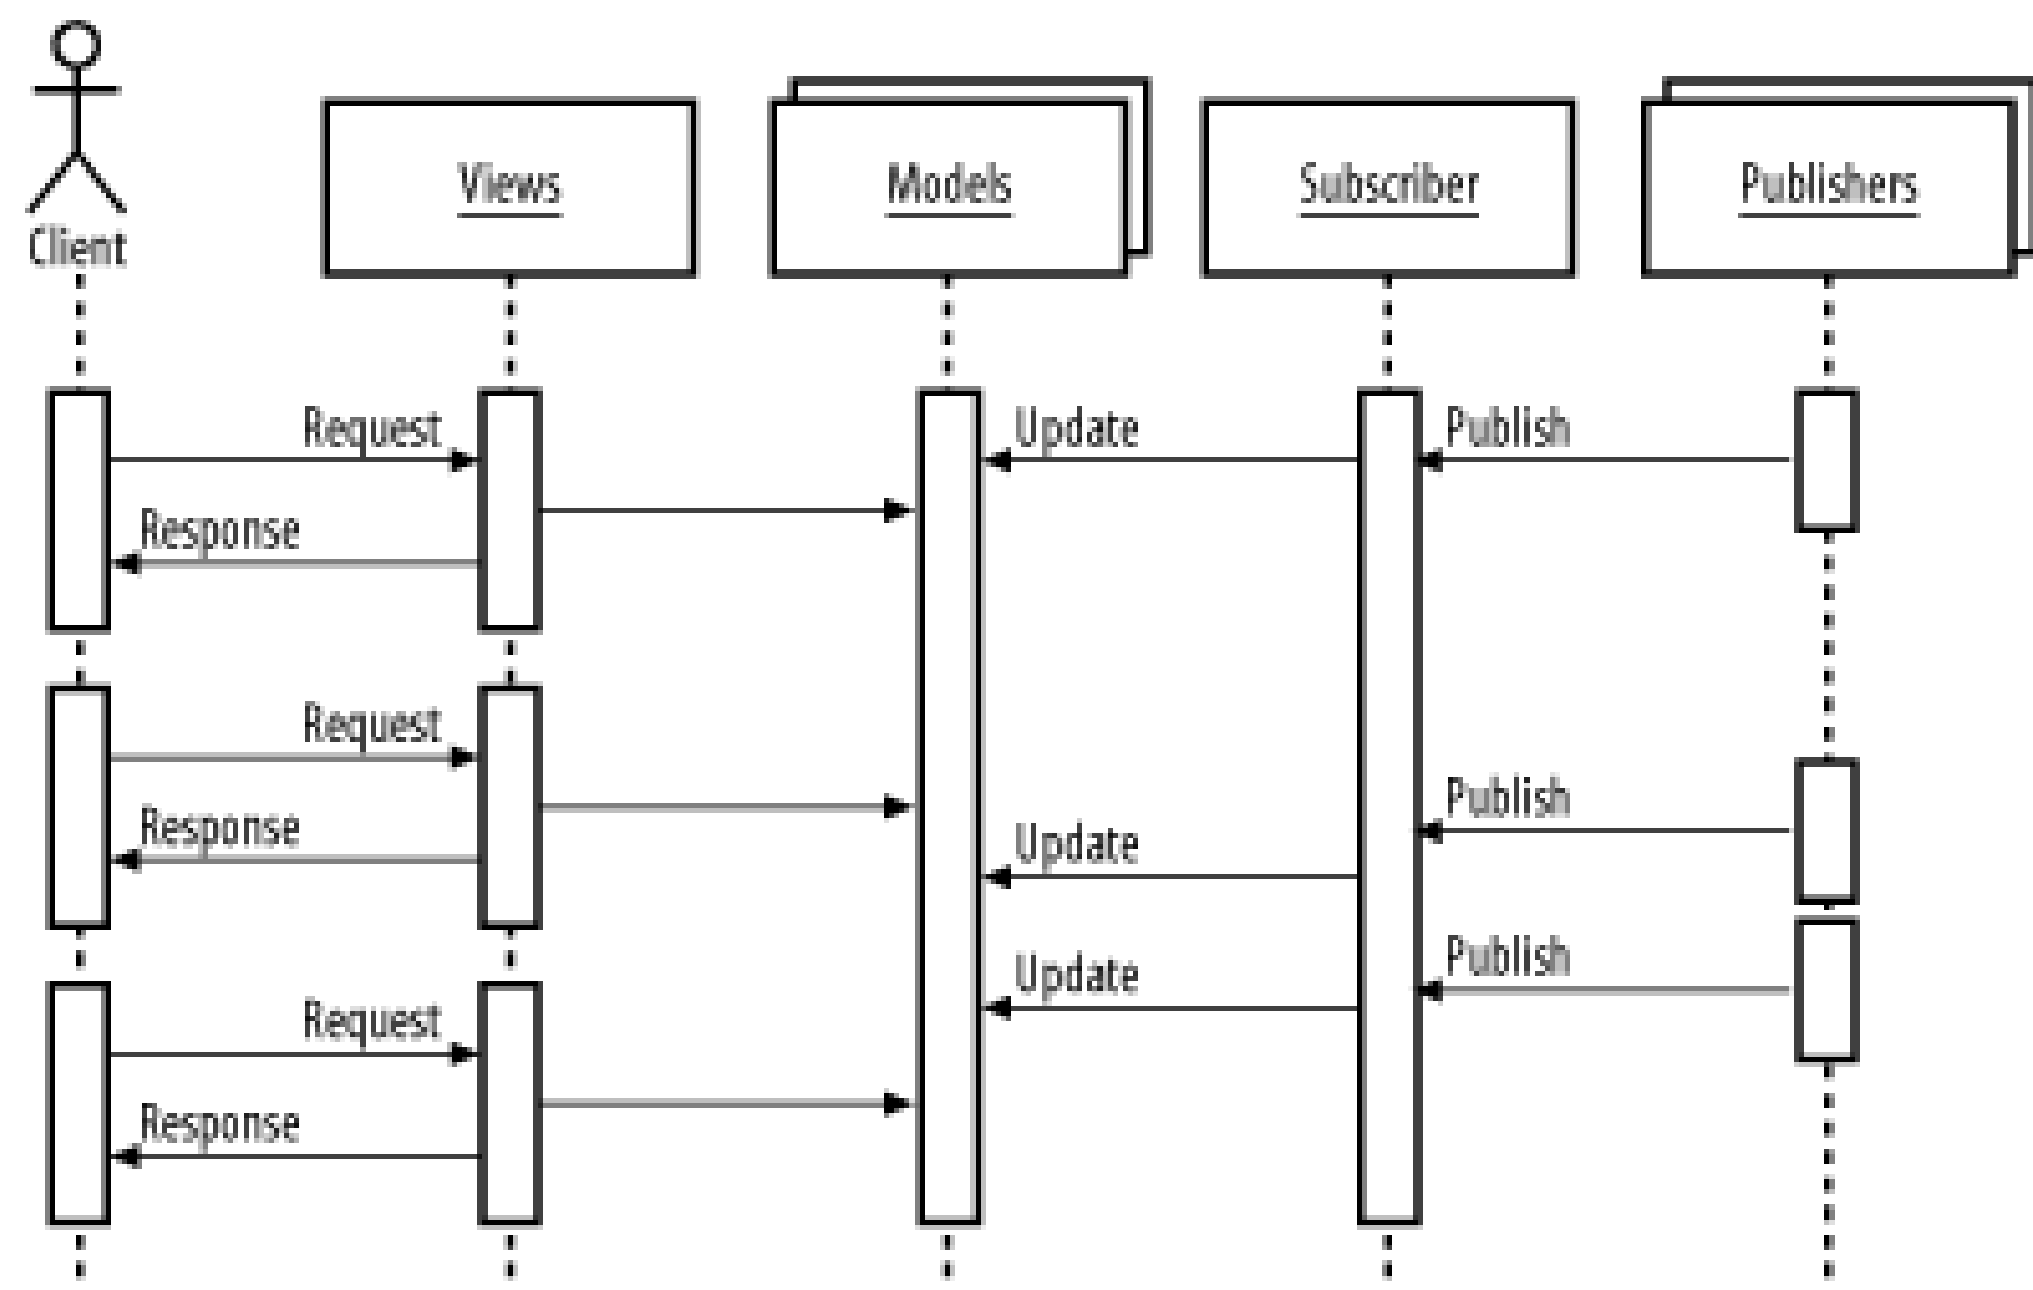 Client
Views
Models
Subscriber
Publishers
Request
Update
Publish
Response
Request
Publish
Response
Update
Publish
Update
Request
Response